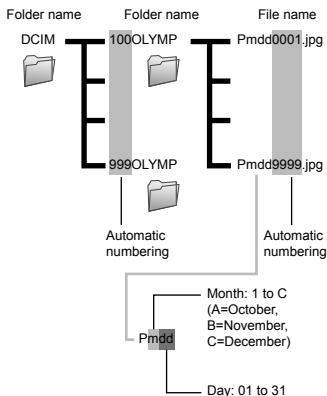 Folder name
Folder name
File name
DCIM
100OLYMP
Pmdd0001.jpg
999OLYMP
Pmdd9999.jpg
Automatic
numbering
Automatic
numbering
Month: 1 to C
(A=October,
B=November,
C=December)
Pmdd
Day: 01 to 31